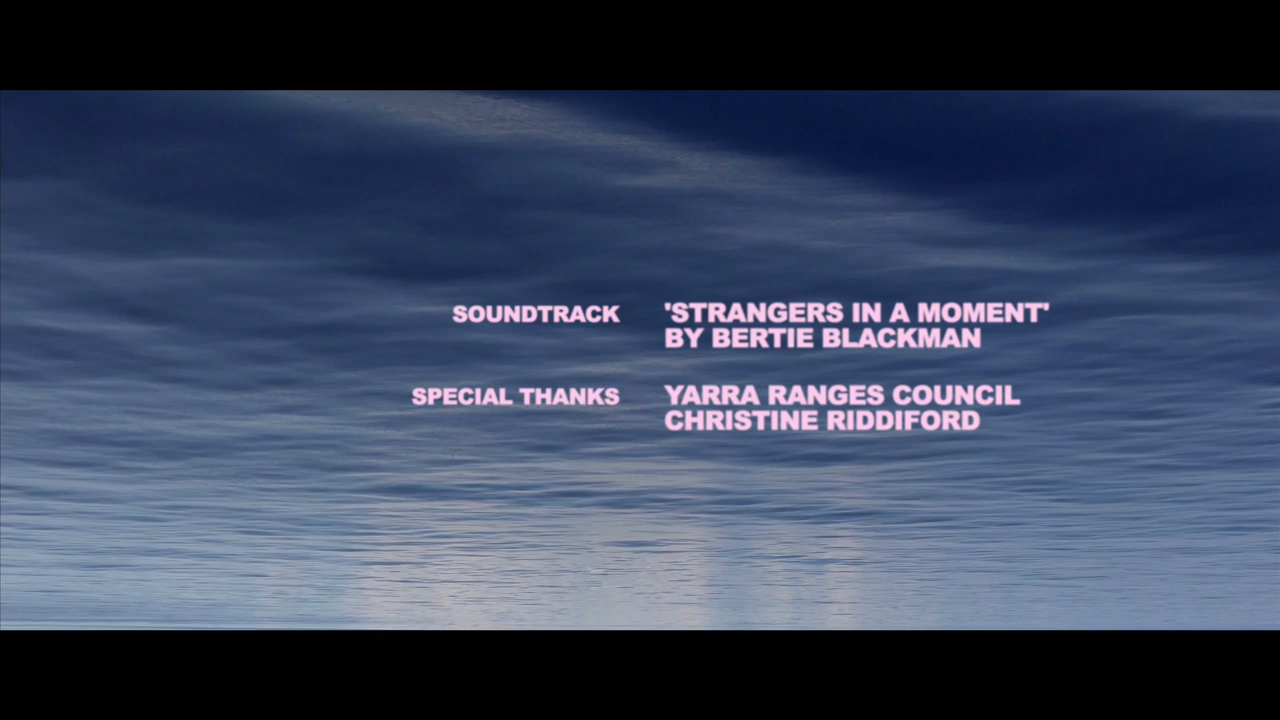 SOUNDTRACK 'STRANGERS IN A MOMENT'
BY BERTIE BLACKMAN
SPECIAL THANKS YARRA RANGES COUNCIL
CHRISTINE RIDDIFORD